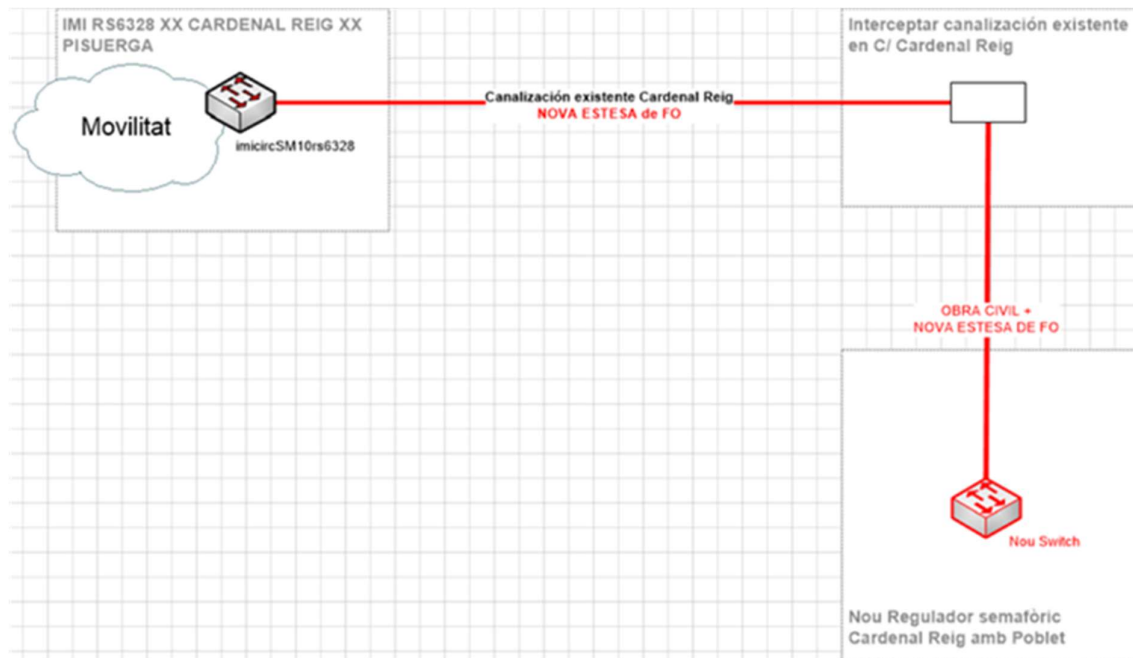 IMI RS6328 XX CARDENAL REIG XX
PISUERGA
Movilitat
imicircSM10rs6328
Canalización existente Cardenal Reig
NOVA ESTESA de FO
Interceptar canalización existente
en C/ Cardenal Reig
OBRA CIVIL +
NOVA ESTESA DE FO
Nou Switch
Nou Regulador semafòric
Cardenal Reig amb Poblet